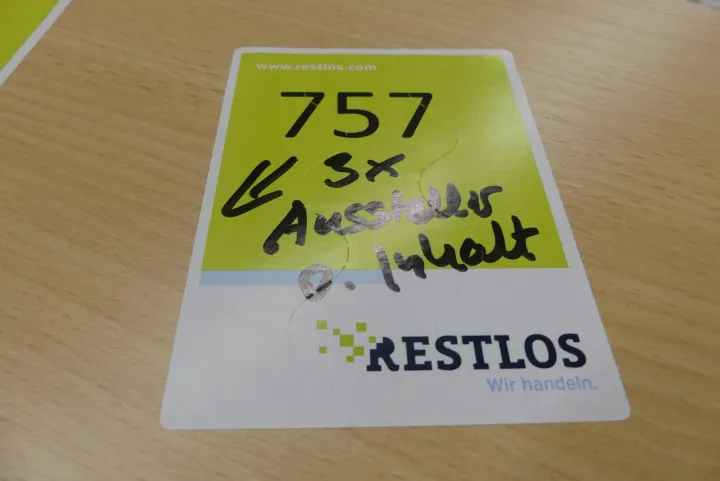 www.restlos.com
757
3x
Aussteller
o. Inhalt
RESTLOS
Wir handeln.